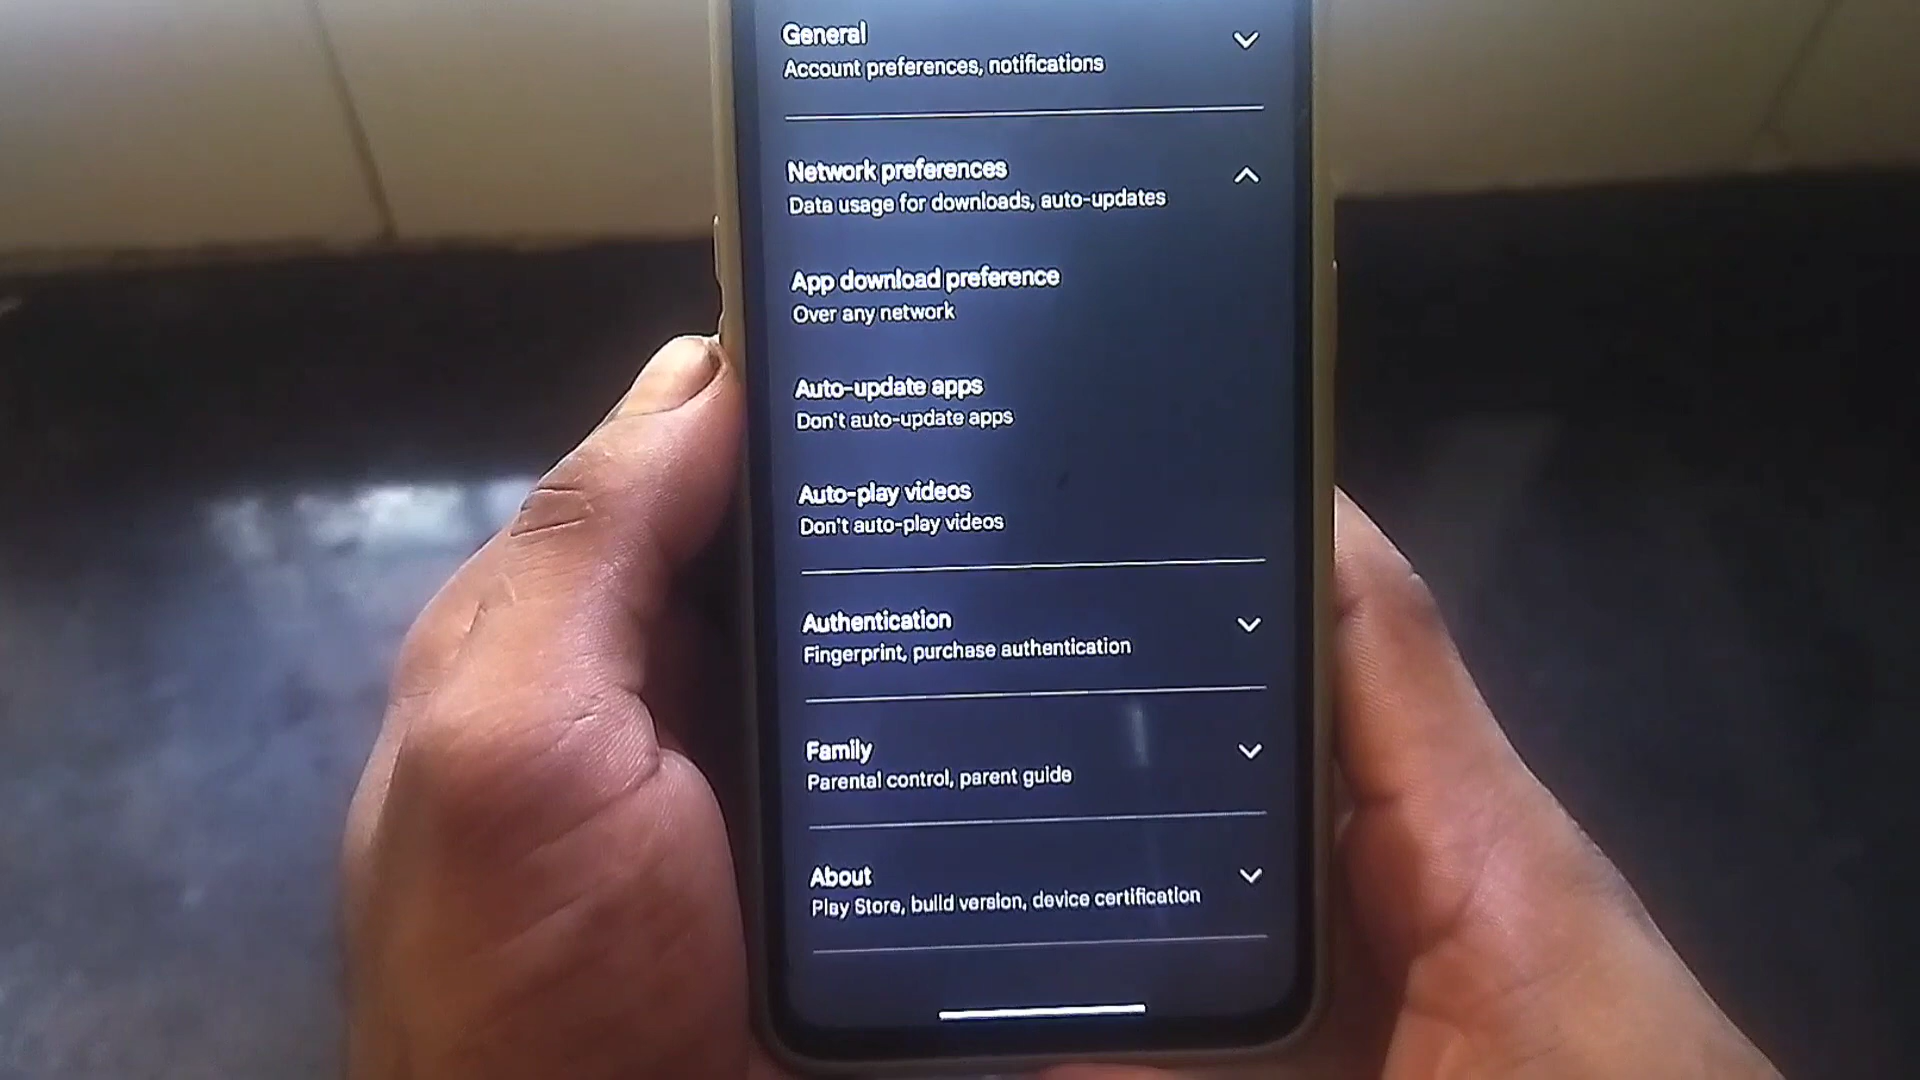 General
Account preferences, notifications
Network preferences
Data usage for downloads, auto-updates
App download preference
Over any network
Auto-update apps
Don't auto-update apps
Auto-play videos
Don't auto-play videos
Authentication
Fingerprint, purchase authentication
Family
Parental control, parent guide
About
Play Store, build version, device certification